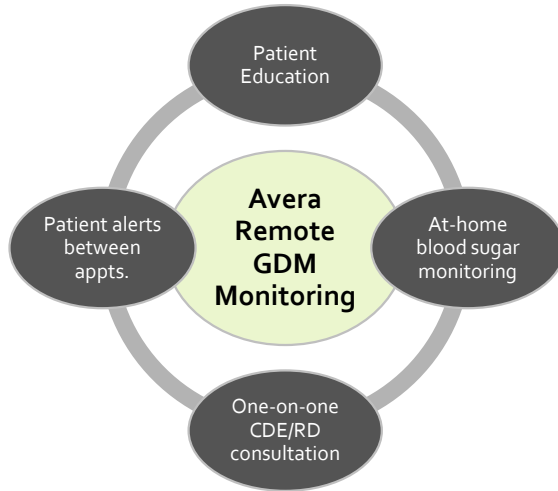 Patient
Education
Patient alerts
between
appts.
Avera
Remote
GDM
Monitoring
At-home
blood sugar
monitoring
One-on-one
CDE/RD
consultation